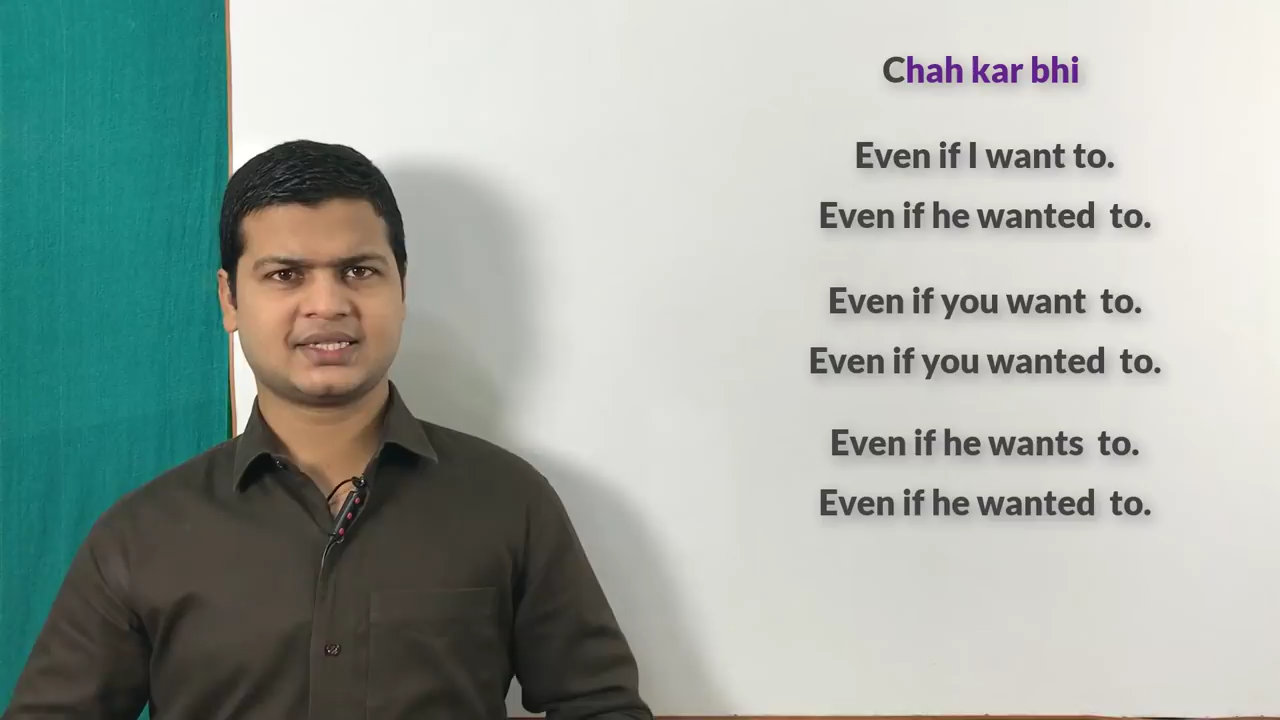 Chah kar bhi
Even if I want to.
Even if he wanted to.
Even if you want to.
Even if you wanted to.
Even if he wants to.
Even if he wanted to.